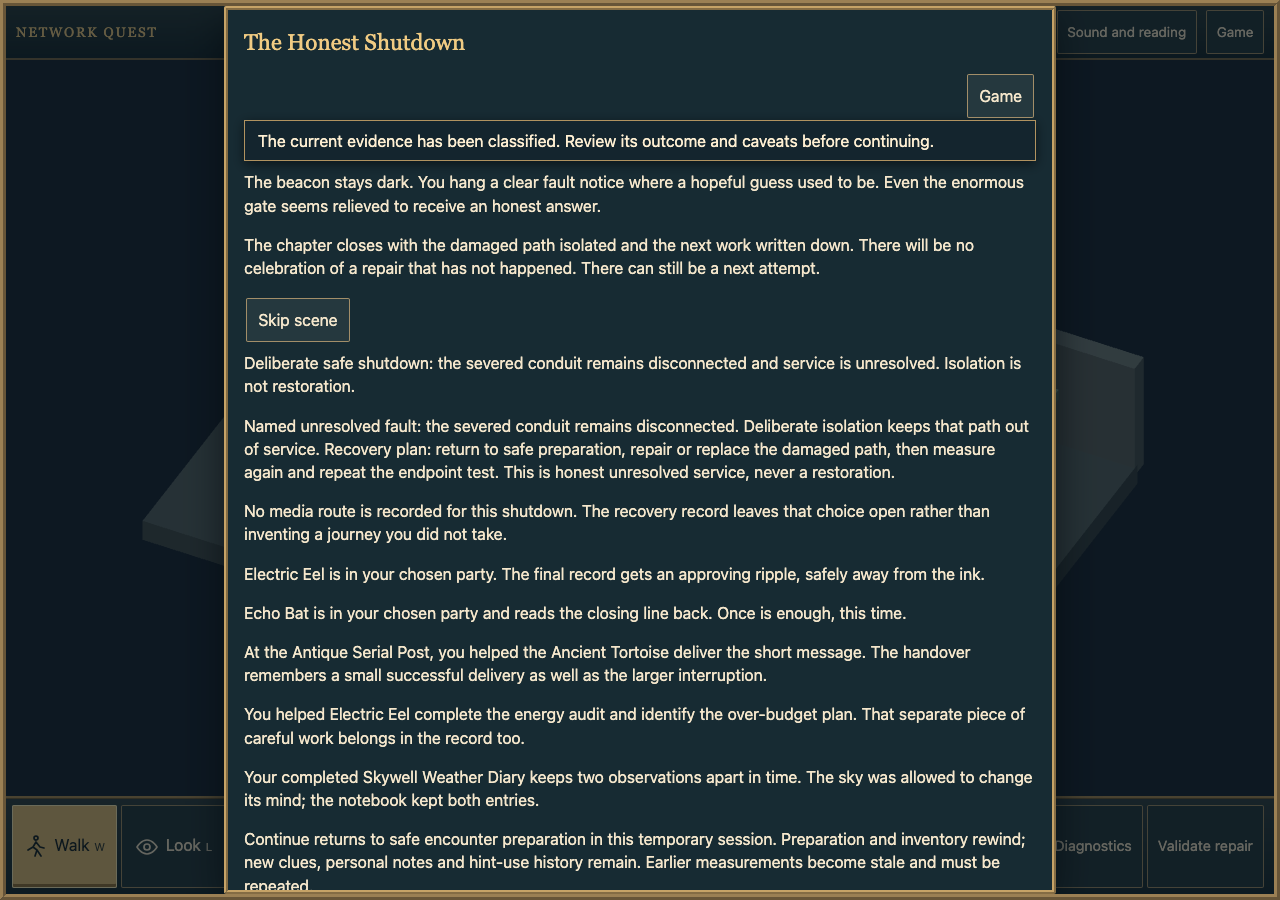 NETWORK QUEST
The Honest Shutdown
Sound and reading
Game
Game
The current evidence has been classified. Review its outcome and caveats before continuing.
The beacon stays dark. You hang a clear fault notice where a hopeful guess used to be. Even the enormous
gate seems relieved to receive an honest answer.
The chapter closes with the damaged path isolated and the next work written down. There will be no
celebration of a repair that has not happened. There can still be a next attempt.
Skip scene
Deliberate safe shutdown: the severed conduit remains disconnected and service is unresolved. Isolation is
not restoration.
Named unresolved fault: the severed conduit remains disconnected. Deliberate isolation keeps that path out
of service. Recovery plan: return to safe preparation, repair or replace the damaged path, then measure
again and repeat the endpoint test. This is honest unresolved service, never a restoration.
No media route is recorded for this shutdown. The recovery record leaves that choice open rather than
inventing a journey you did not take.
Electric Eel is in your chosen party. The final record gets an approving ripple, safely away from the ink.
Echo Bat is in your chosen party and reads the closing line back. Once is enough, this time.
At the Antique Serial Post, you helped the Ancient Tortoise deliver the short message. The handover
remembers a small successful delivery as well as the larger interruption.
You helped Electric Eel complete the energy audit and identify the over-budget plan. That separate piece of
careful work belongs in the record too.
Your completed Skywell Weather Diary keeps two observations apart in time. The sky was allowed to change
its mind; the notebook kept both entries.
Continue returns to safe encounter preparation in this temporary session. Preparation and inventory rewind;
new clues, personal notes and hint-use history remain. Earlier measurements become stale and must be
repeated.
Walk W
Look L
Diagnostics
Validate repair